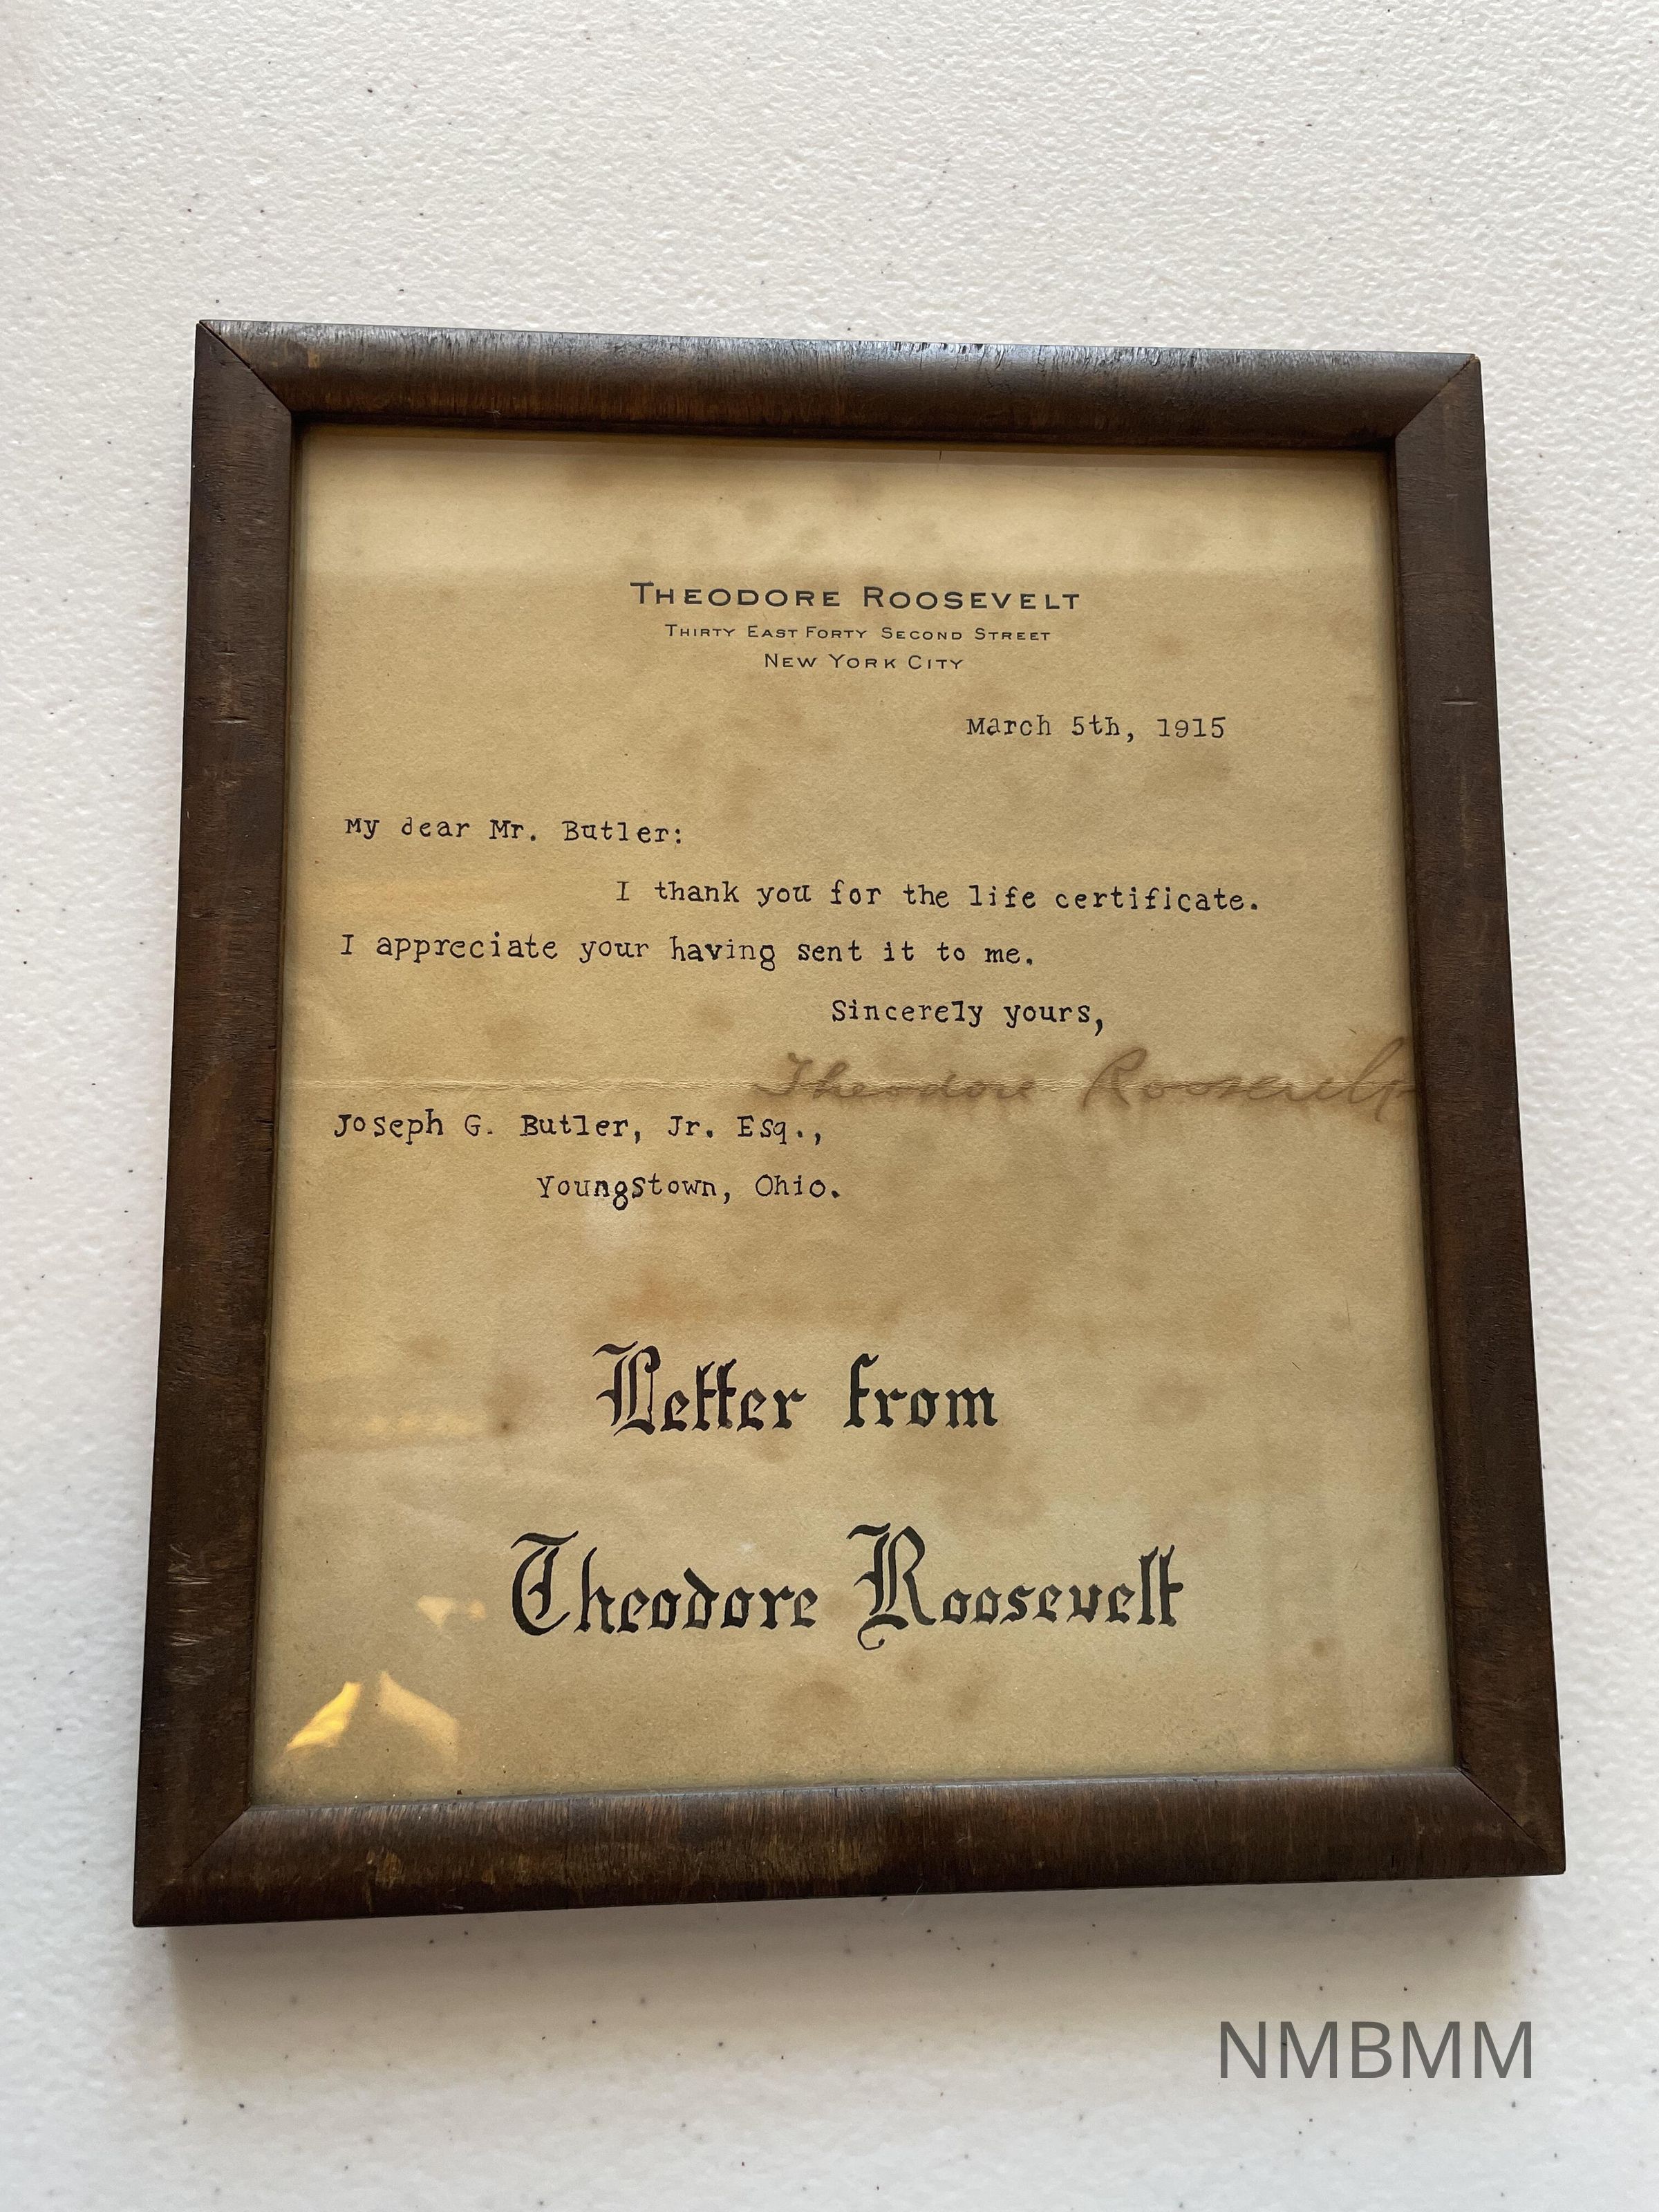 THEODORE ROOSEVELT
THIRTY EAST FORTY SECOND STREET
NEW YORK CITY
March 5th, 1915
My dear Mr. Butler:
I thank you for the life certificate.
I appreciate your having sent it to me.
Sincerely yours,
Theodore Roosevelt
Joseph G. Butler, Jr. Esq.,
Youngstown, Ohio.
Letter from
Theodore Roosevelt
NMBMM